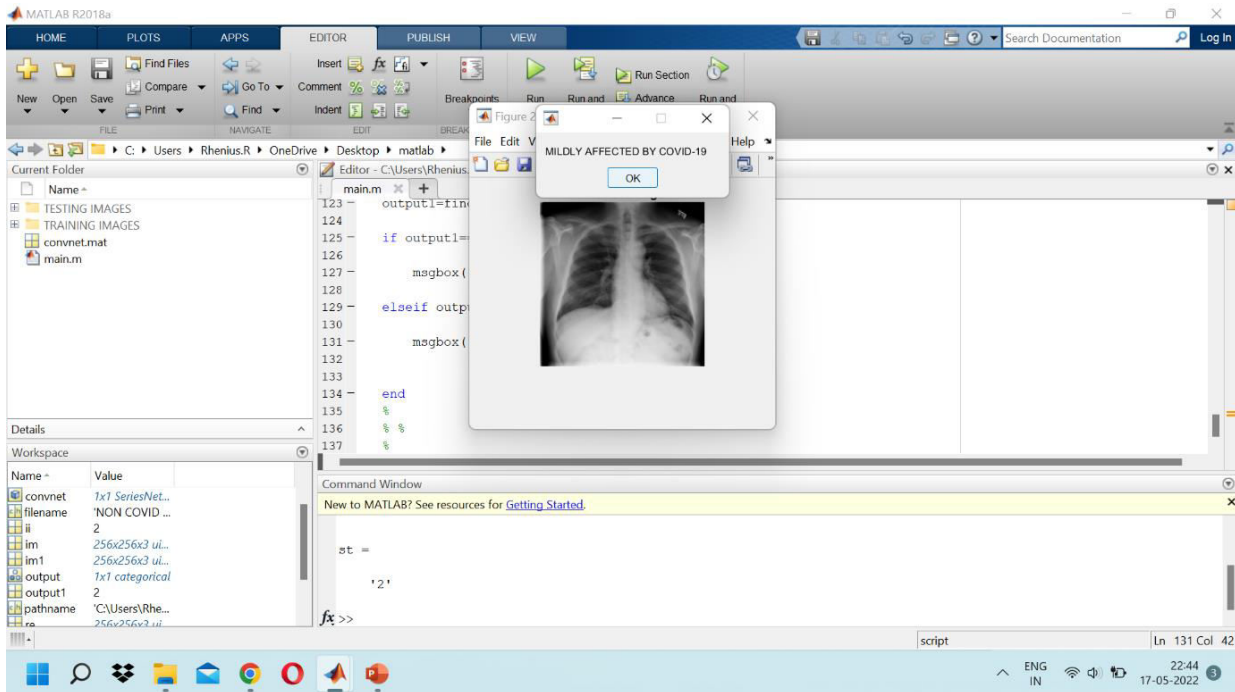 MATLAB R2018a
HOME PLOTS APPS EDITOR PUBLISH VIEW
Search Documentation Log In
New Open Save
Find Files
Compare
Print
Go To
Find
Insert fx
Comment %
Indent
Breakpoints
Run
Run and
Run Section
Advance
Run and
FILE NAVIGATE EDIT BREAK
C: Users Rhenius.R OneDrive Desktop matlab
Current Folder
Name
TESTING IMAGES
TRAINING IMAGES
convnet.mat
main.m
Details
Workspace
Name Value
convnet 1x1 SeriesNet...
filename 'NON COVID ...
ii 2
im 256x256x3 ui...
im1 256x256x3 ui...
output 1x1 categorical
output1 2
pathname 'C:\Users\Rhe...
re 256x256x3 ui...
Editor - C:\Users\Rhenius.
main.m
123 output1=fin
124
125 if output1=
126
127 msgbox(
128
129 elseif outp
130
131 msgbox(
132
133
134 end
135 %
136 % %
137 %
Figure 2
File Edit V Help
MILDLY AFFECTED BY COVID-19
OK
Command Window
New to MATLAB? See resources for Getting Started.
st =
'2'
fx >>
script Ln 131 Col 42
ENG
IN
22:44
17-05-2022
3